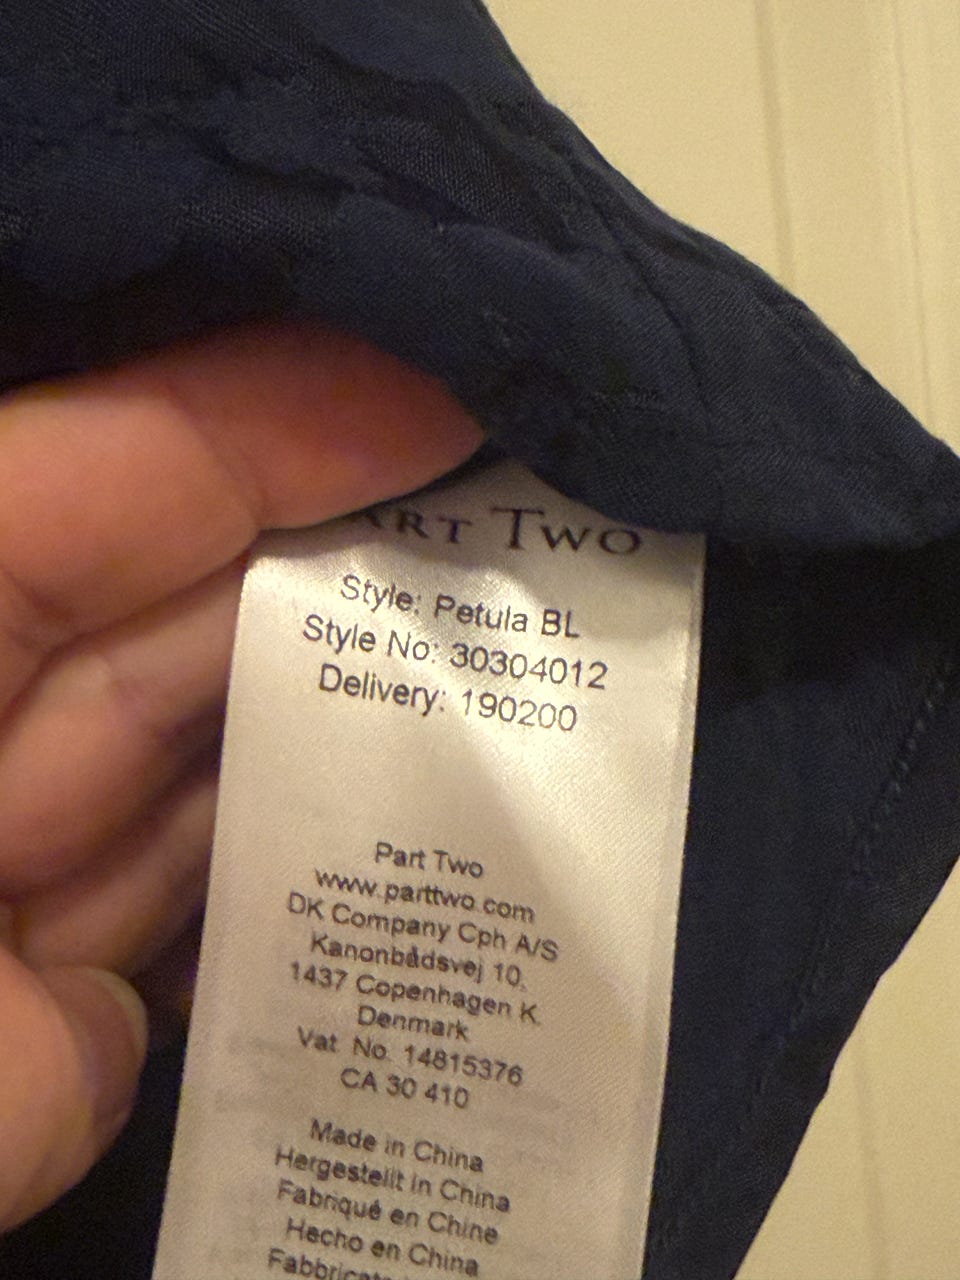 ART TWO
Style: Petula BL
Style No: 30304012
Delivery: 190200
Part Two
www.parttwo.com
DK Company Cph A/S
Kanonbådsvej 10,
1437 Copenhagen K.
Denmark
Vat No. 14815376
CA 30 410
Made in China
Hergestellt in China
Fabriqué en Chine
Hecho en China